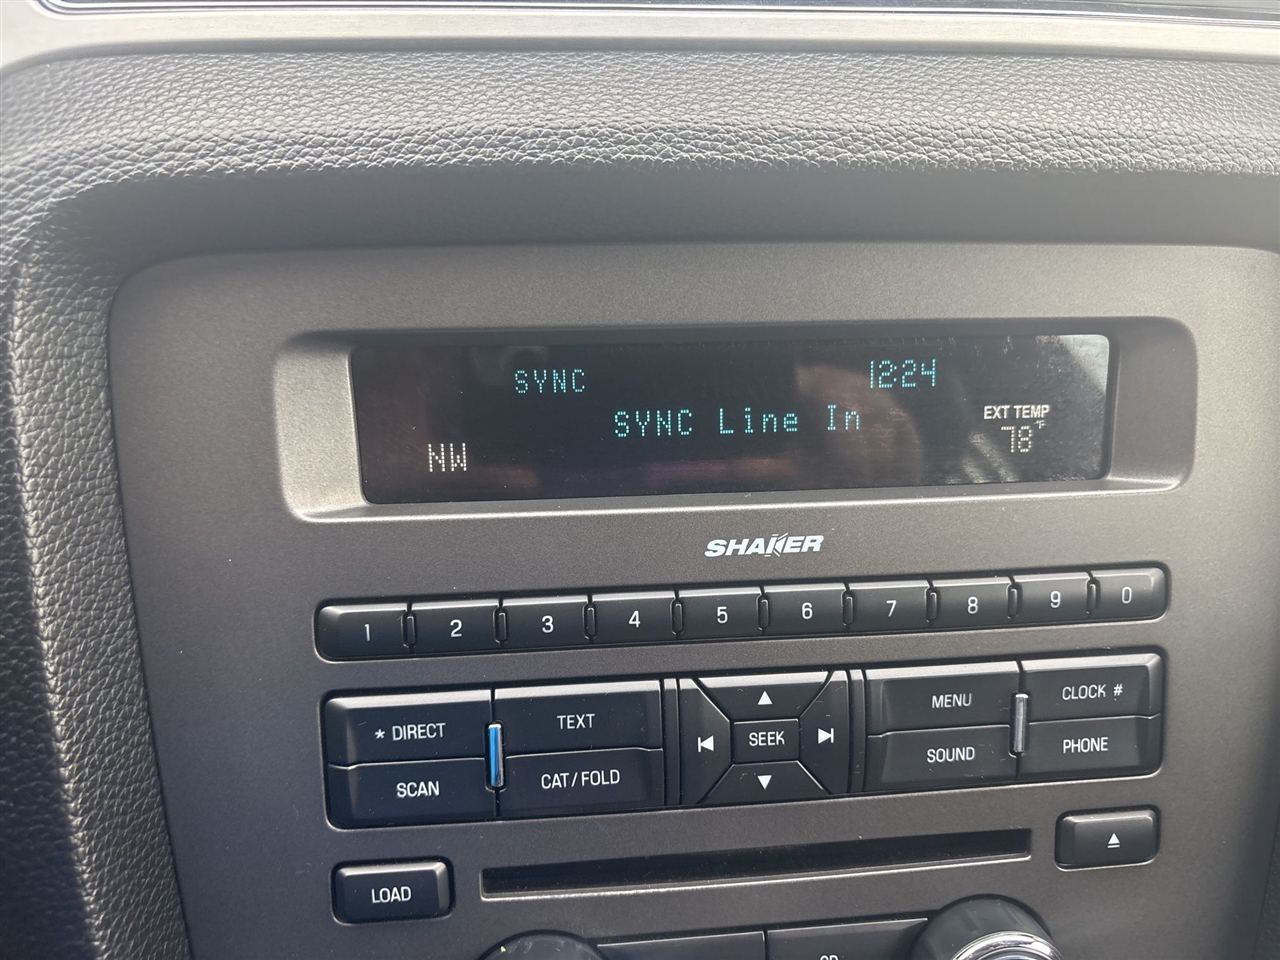 SYNC 12:24
SYNC Line In
EXT TEMP
78°F
NW
SHAKER
1 2 3 4 5 6 7 8 9 0
* DIRECT TEXT MENU CLOCK #
SEEK
SCAN CAT/FOLD SOUND PHONE
LOAD